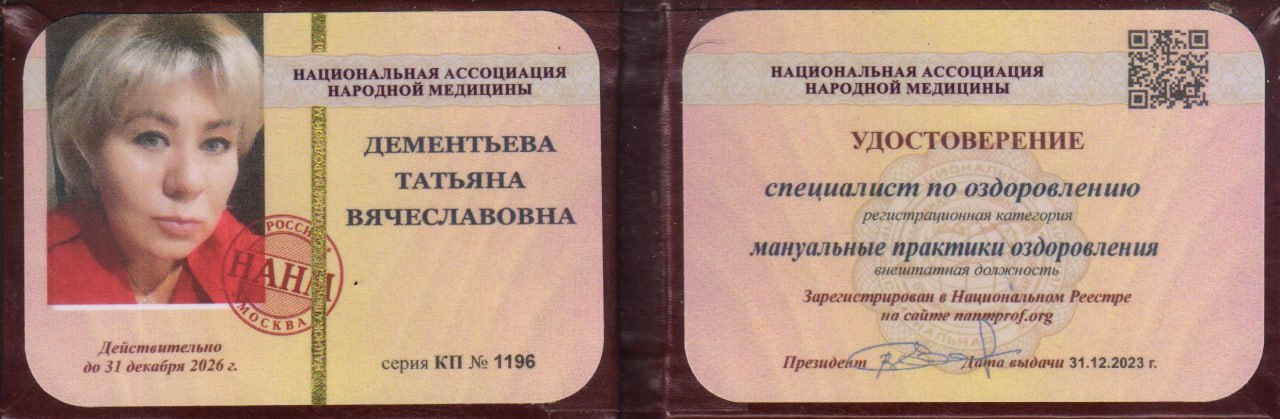 НАЦИОНАЛЬНАЯ АССОЦИАЦИЯ
НАРОДНОЙ МЕДИЦИНЫ
ДЕМЕНТЬЕВА
ТАТЬЯНА
ВЯЧЕСЛАВОВНА
НАНМ
МОСКВА
Действительно
до 31 декабря 2026 г.
серия КП № 1196
НАЦИОНАЛЬНАЯ АССОЦИАЦИЯ
НАРОДНОЙ МЕДИЦИНЫ
УДОСТОВЕРЕНИЕ
специалист по оздоровлению
регистрационная категория
мануальные практики оздоровления
внештатная должность
Зарегистрирован в Национальном Реестре
на сайте nanmprof.org
Президент Дата выдачи 31.12.2023 г.